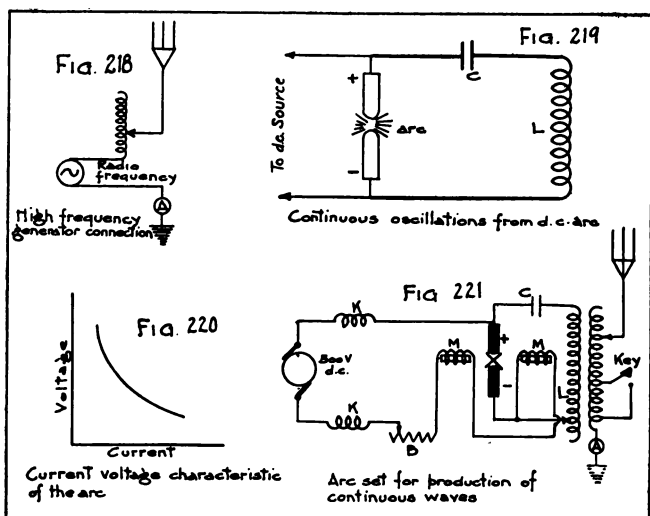 Fig. 218
Radio
frequency
A
High frequency
generator connection
Fig. 219
To d.c. Source
+
Arc
-
C
L
Continuous oscillations from d.c. arc
Fig. 220
Voltage
Current
Current voltage characteristic
of the arc
Fig 221
K
800V
d.c.
K
B
M
+
-
M
C
L
Key
A
Arc set for production of
continuous waves